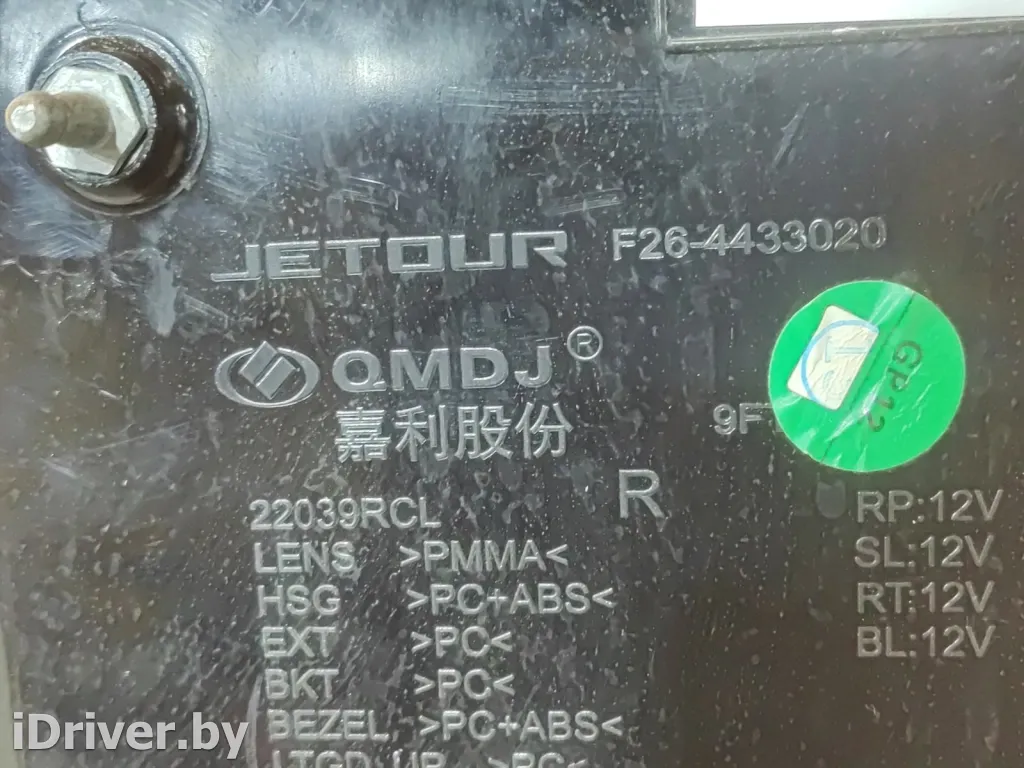 JETOUR F26-4433020
QMDJ®
嘉利股份
GP12
R
22039RCL
RP:12V
LENS >PMMA<
SL:12V
HSG >PC+ABS<
RT:12V
EXT >PC<
BL:12V
BKT >PC<
BEZEL >PC+ABS<
iDriver.by